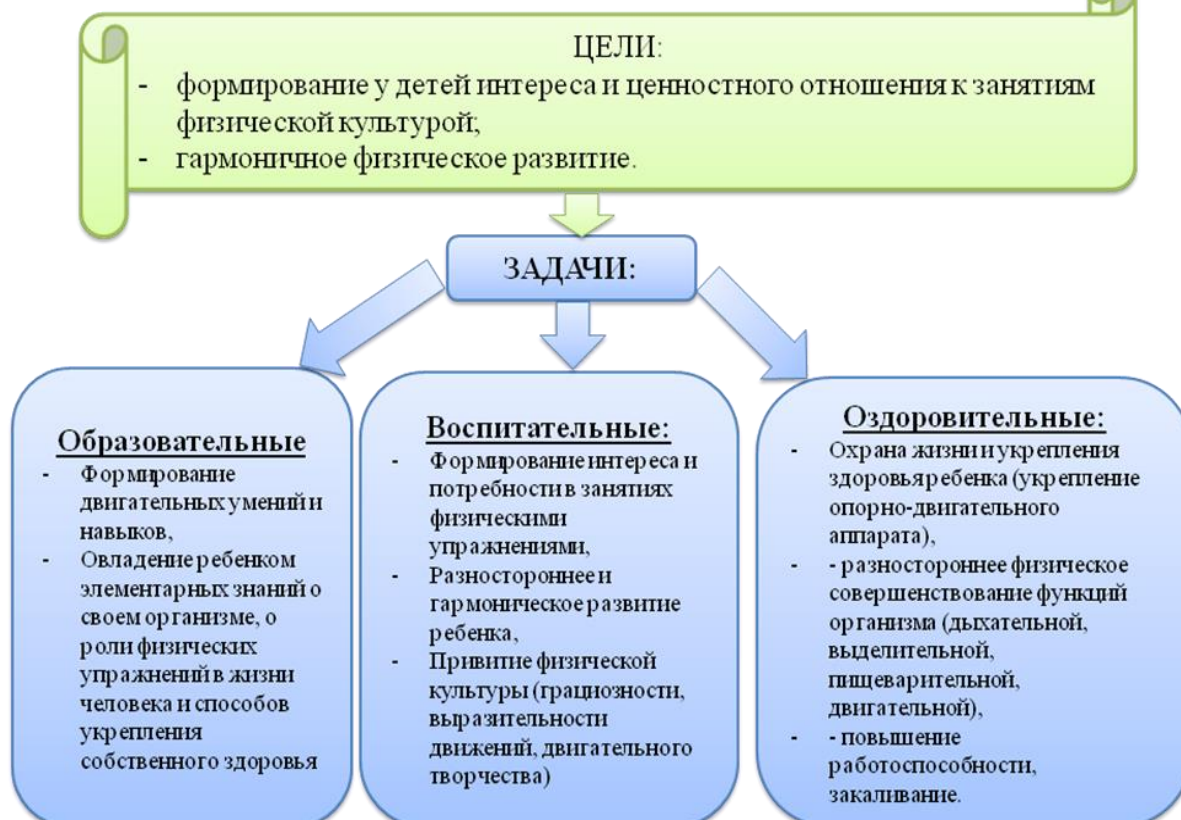 ЦЕЛИ:
- формирование у детей интереса и ценностного отношения к занятиям
физической культурой;
- гармоничное физическое развитие.
ЗАДАЧИ:
Образовательные
- Формирование
двигательных умений и
навыков,
- Овладение ребенком
элементарных знаний о
своем организме, о
роли физических
упражнений в жизни
человека и способов
укрепления
собственного здоровья
Воспитательные:
- Формирование интереса и
потребности в занятиях
физическими
упражнениями,
- Разностороннее и
гармоническое развитие
ребенка,
- Привитие физической
культуры (грациозности,
выразительности
движений, двигательного
творчества)
Оздоровительные:
- Охрана жизни и укрепления
здоровья ребенка (укрепление
опорно-двигательного
аппарата),
- - разностороннее физическое
совершенствование функций
организма (дыхательной,
выделительной,
пищеварительной,
двигательной),
- - повышение
работоспособности,
закаливание.